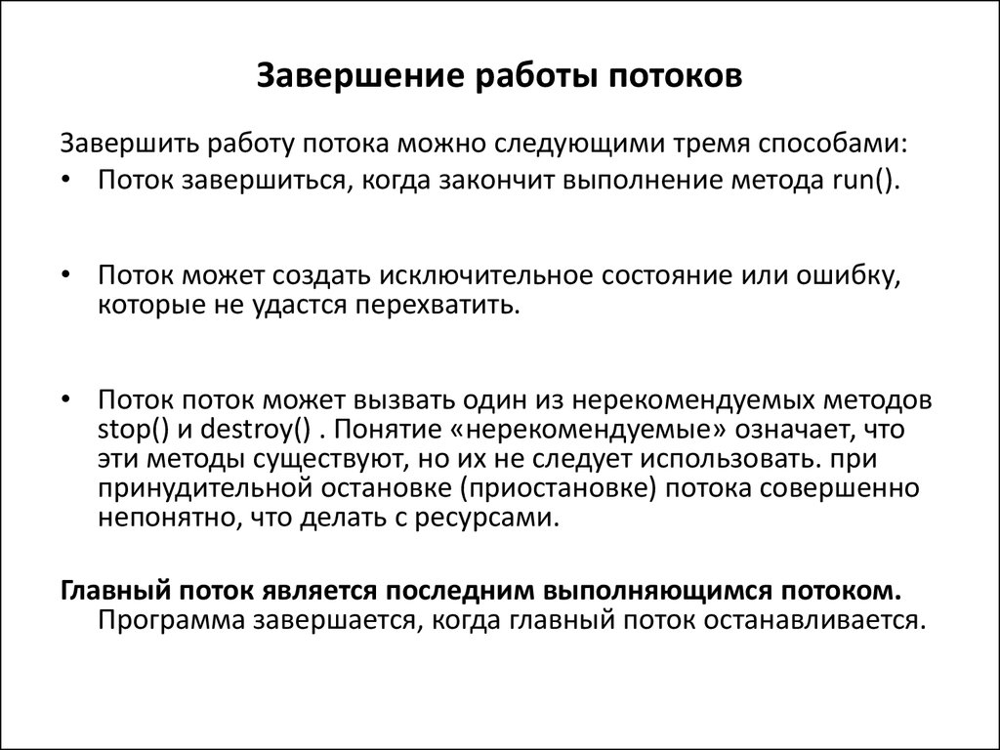 Завершение работы потоков
Завершить работу потока можно следующими тремя способами:
• Поток завершиться, когда закончит выполнение метода run().
• Поток может создать исключительное состояние или ошибку,
которые не удастся перехватить.
• Поток поток может вызвать один из нерекомендуемых методов
stop() и destroy() . Понятие «нерекомендуемые» означает, что
эти методы существуют, но их не следует использовать. при
принудительной остановке (приостановке) потока совершенно
непонятно, что делать с ресурсами.
Главный поток является последним выполняющимся потоком.
Программа завершается, когда главный поток останавливается.